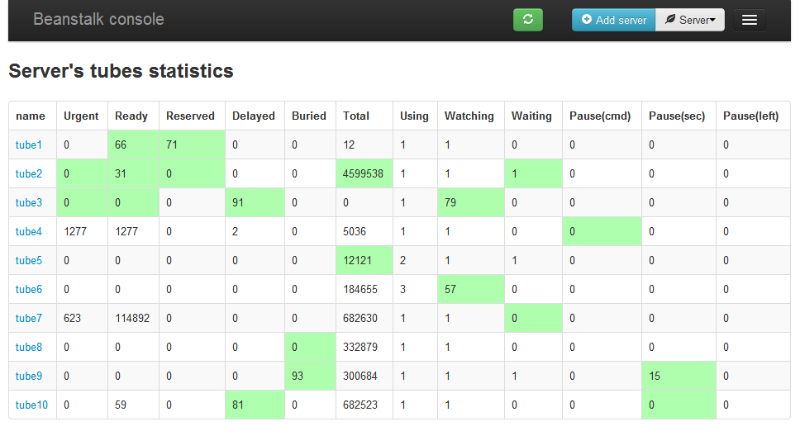 Beanstalk console Add server Server
Server's tubes statistics
name Urgent Ready Reserved Delayed Buried Total Using Watching Waiting Pause(cmd) Pause(sec) Pause(left)
tube1 0 66 71 0 0 12 1 1 0 0 0 0
tube2 0 31 0 0 0 4599538 1 1 1 0 0 0
tube3 0 0 0 91 0 0 1 79 0 0 0 0
tube4 1277 1277 0 2 0 5036 1 1 0 0 0 0
tube5 0 0 0 0 0 12121 2 1 1 0 0 0
tube6 0 0 0 0 0 184655 3 57 0 0 0 0
tube7 623 114892 0 0 0 682630 1 1 0 0 0 0
tube8 0 0 0 0 0 332879 1 1 0 0 0 0
tube9 0 0 0 0 93 300684 1 1 1 0 15 0
tube10 0 59 0 81 0 682523 1 1 0 0 0 0